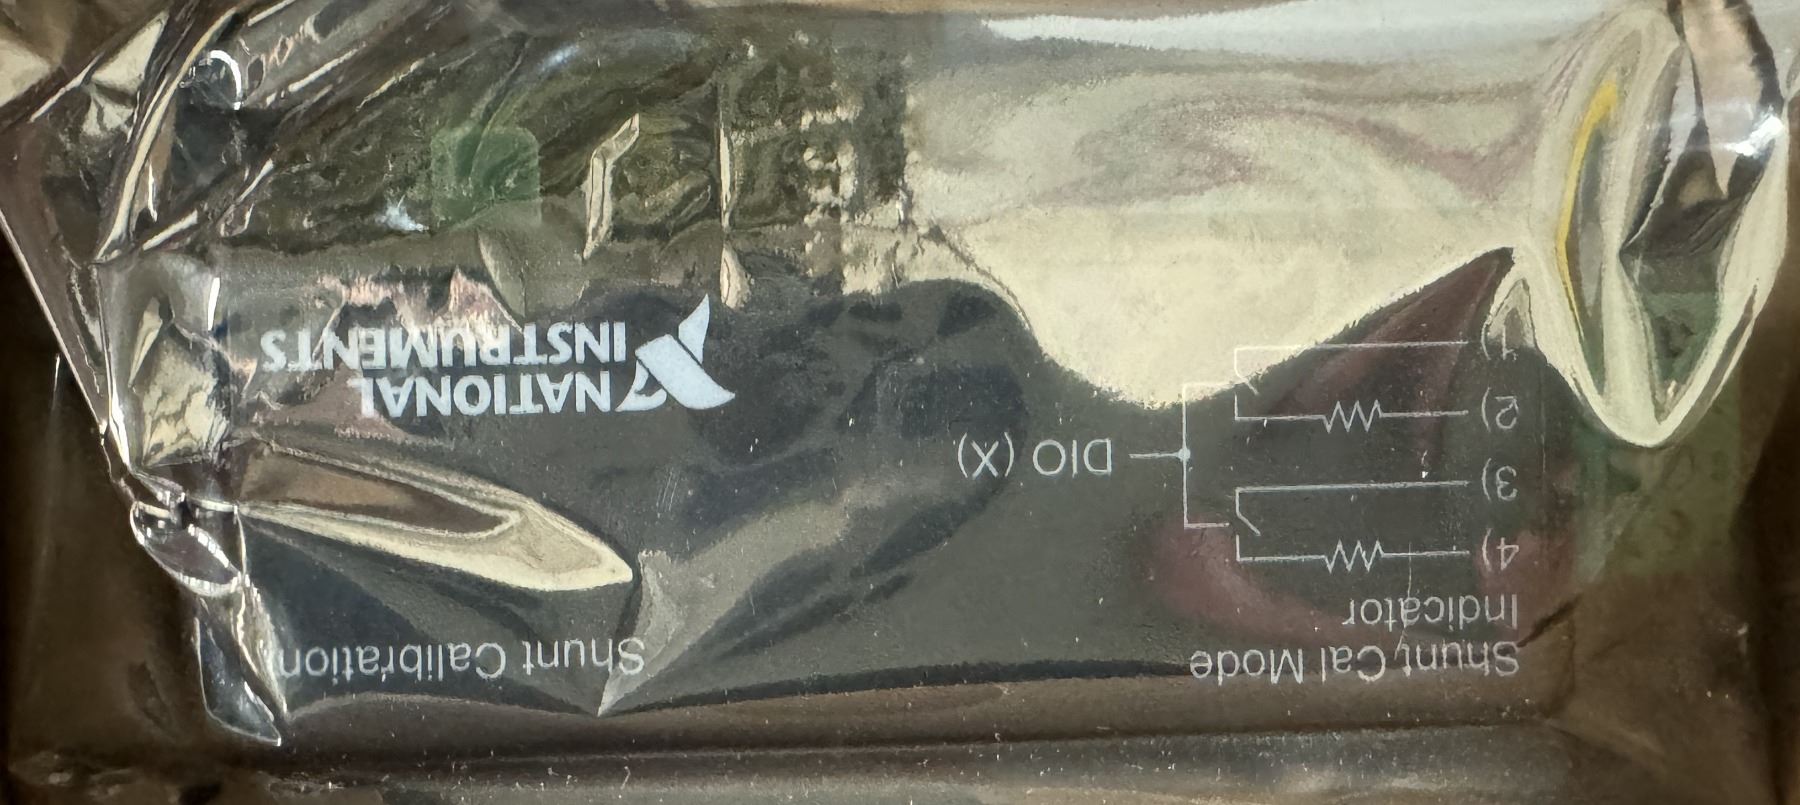 Shunt Cal Mode
Indicator
4)
3)
2)
1)
DIO (X)
Shunt Calibration
NATIONAL
INSTRUMENTS